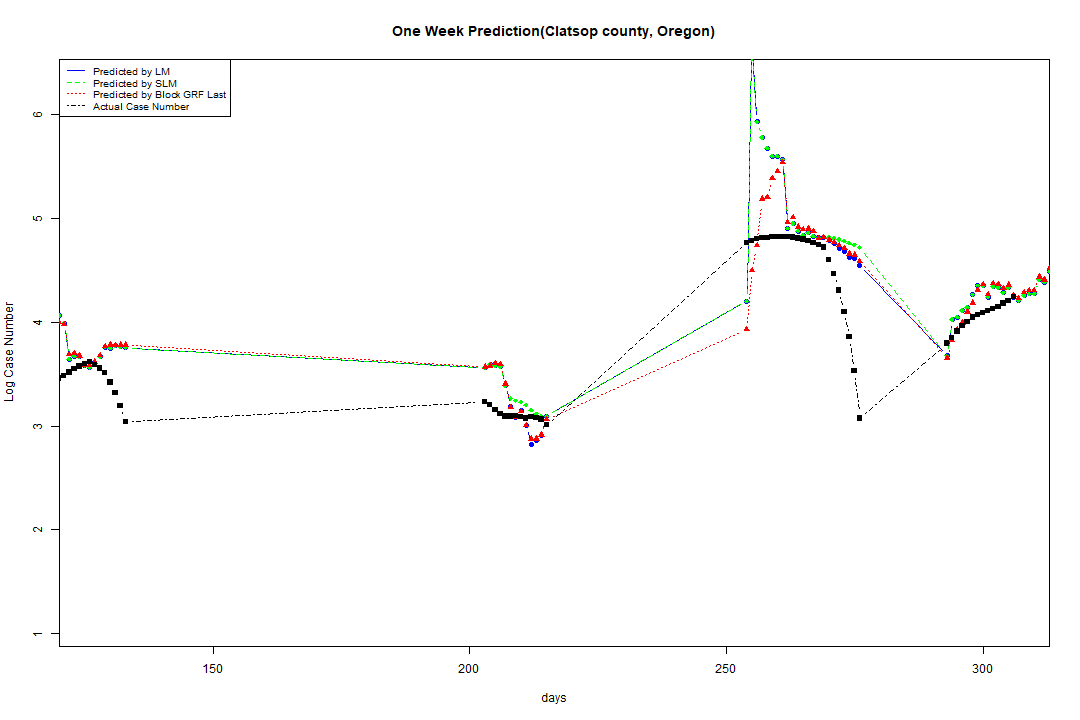 One Week Prediction(Clatsop county, Oregon)
Predicted by LM
Predicted by SLM
Predicted by Block GRF Last
Actual Case Number
Log Case Number
6
5
4
3
2
1
150
200
250
300
days